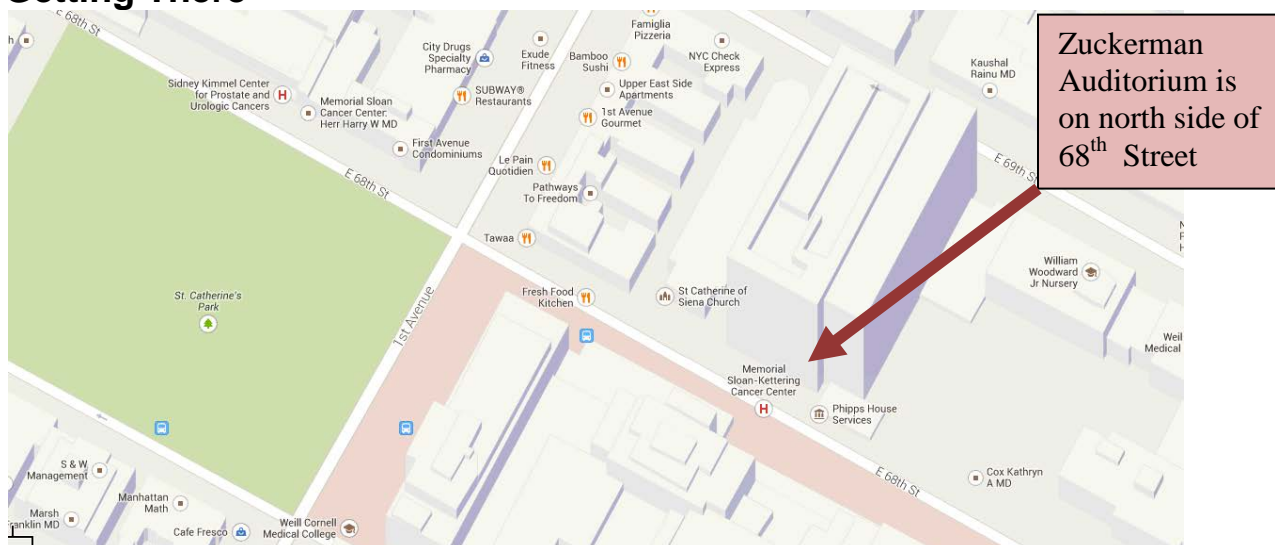 Getting There
E 68th St
Famiglia
Pizzeria
City Drugs
Specialty
Pharmacy
Exude
Fitness
Bamboo
Sushi
NYC Check
Express
Kaushal
Rainu MD
Zuckerman
Auditorium is
on north side of
68th Street
Sidney Kimmel Center
for Prostate and
Urologic Cancers
H
Memorial Sloan
Cancer Center:
Herr Harry W MD
SUBWAY®
Restaurants
Upper East Side
Apartments
1st Avenue
Gourmet
First Avenue
Condominiums
E 68th St
Le Pain
Quotidien
Pathways
To Freedom
E 69th St
Tawaa
William
Woodward
Jr Nursery
St. Catherine's
Park
1st Avenue
Fresh Food
Kitchen
St Catherine of
Siena Church
Weil
Medical
Memorial
Sloan-Kettering
Cancer Center
H
Phipps House
Services
E 68th St
Cox Kathryn
A MD
S & W
Management
Manhattan
Math
Marsh
Franklin MD
Cafe Fresco
Weill Cornell
Medical College